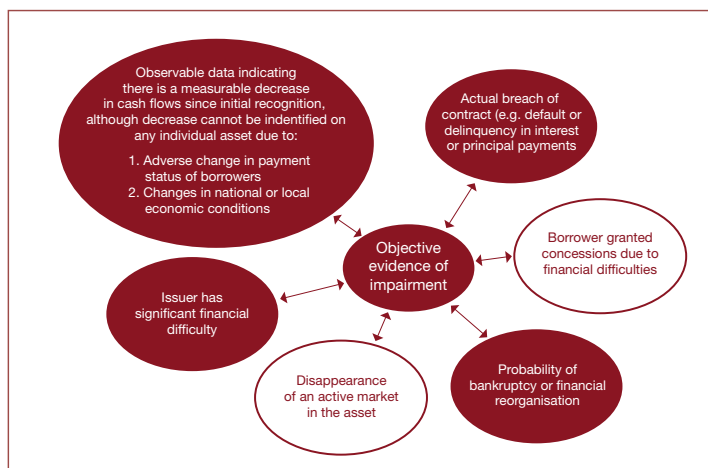 Observable data indicating
there is a measurable decrease
in cash flows since initial recognition,
although decrease cannot be indentified on
any individual asset due to:
1. Adverse change in payment
status of borrowers
2. Changes in national or local
economic conditions
Actual breach of
contract (e.g. default or
delinquency in interest
or principal payments
Objective
evidence of
impairment
Borrower granted
concessions due to
financial difficulties
Issuer has
significant financial
difficulty
Disappearance
of an active market
in the asset
Probability of
bankruptcy or financial
reorganisation